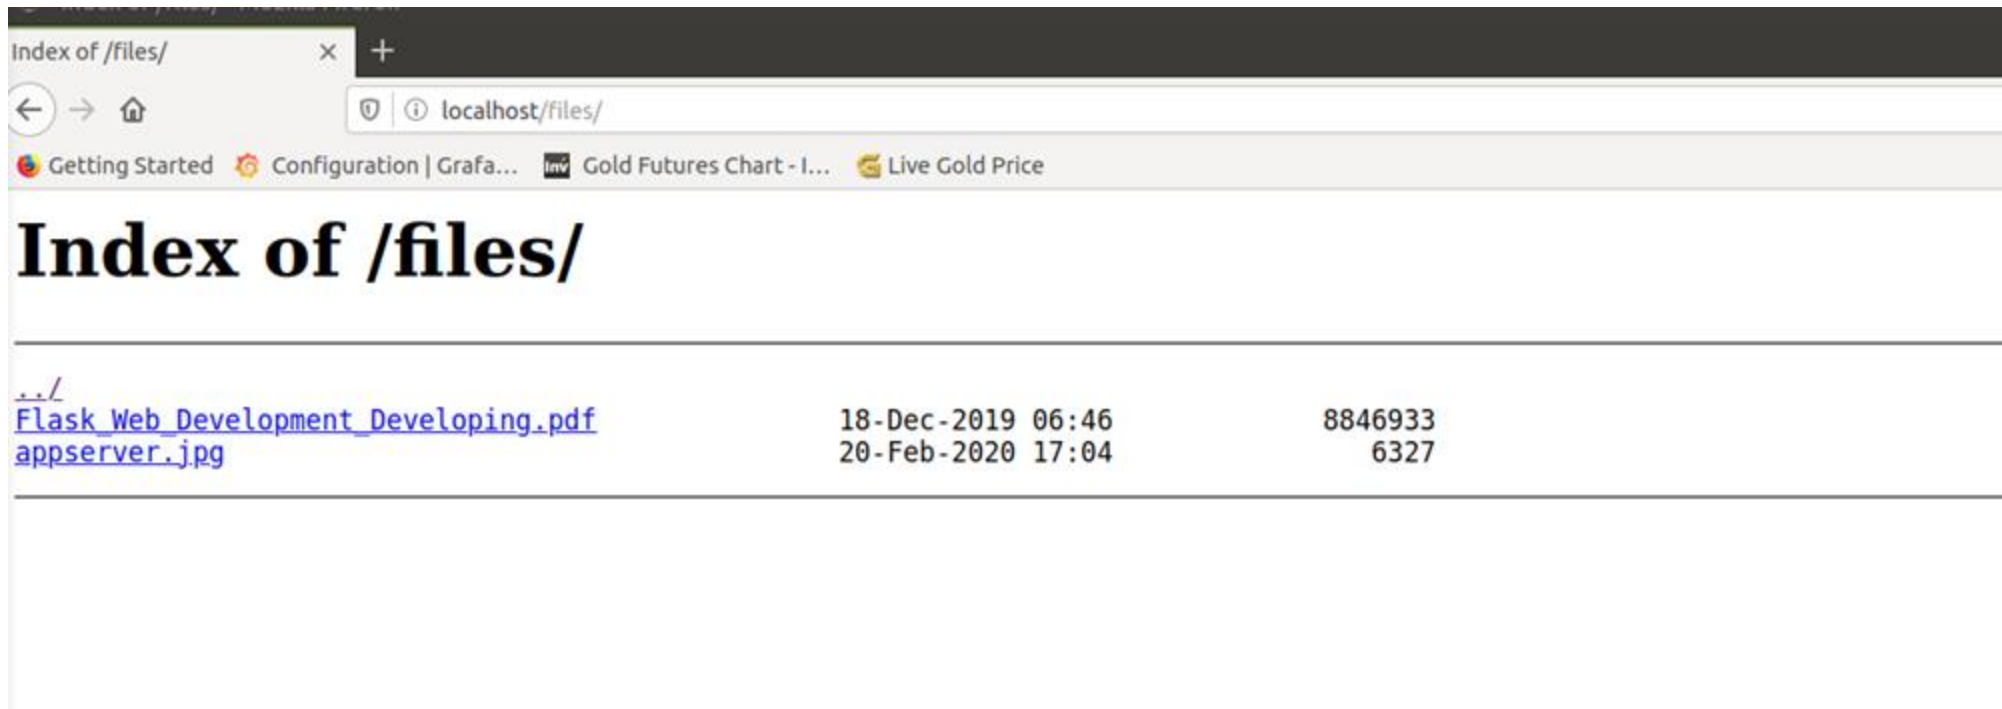 Index of /files/
localhost/files/
Getting Started Configuration | Grafa... Inv Gold Futures Chart - I... Live Gold Price
Index of /files/
../
Flask_Web_Development_Developing.pdf 18-Dec-2019 06:46 8846933
appserver.jpg 20-Feb-2020 17:04 6327